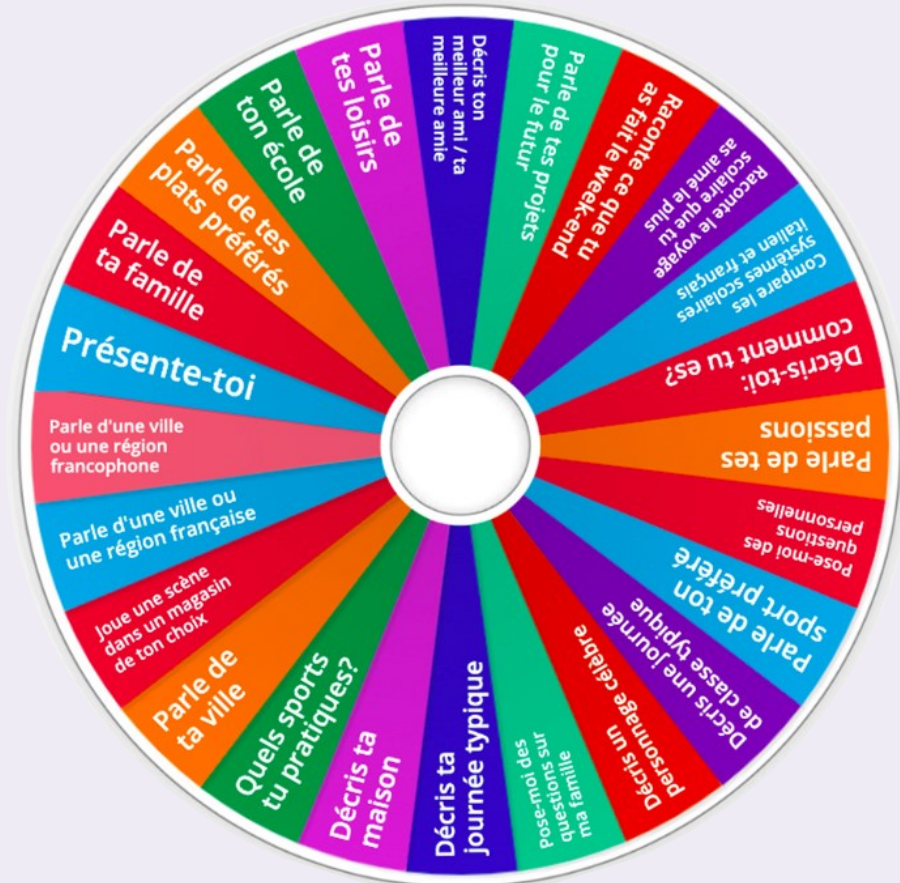 Décris ton
meilleur ami / ta
meilleure amie
Parle de tes projets
pour le futur
Raconte ce que tu
as fait le week-end
Raconte le voyage
scolaire que tu
as aimé le plus
Compare les
systèmes scolaires
italien et français
Décris-toi:
comment tu es?
Parle de tes
passions
Pose-moi des
questions
personnelles
Parle de ton
sport préféré
Décris une journée
de classe typique
Décris un
personnage célèbre
Pose-moi des
questions sur
ma famille
Décris ta
journée typique
Décris ta
maison
Quels sports
tu pratiques?
Parle de
ta ville
Joue une scène
dans un magasin
de ton choix
Parle d'une ville ou
une région française
Parle d'une ville
ou une région
francophone
Présente-toi
Parle de
ta famille
Parle de tes
plats préférés
Parle de
ton école
Parle de
tes loisirs